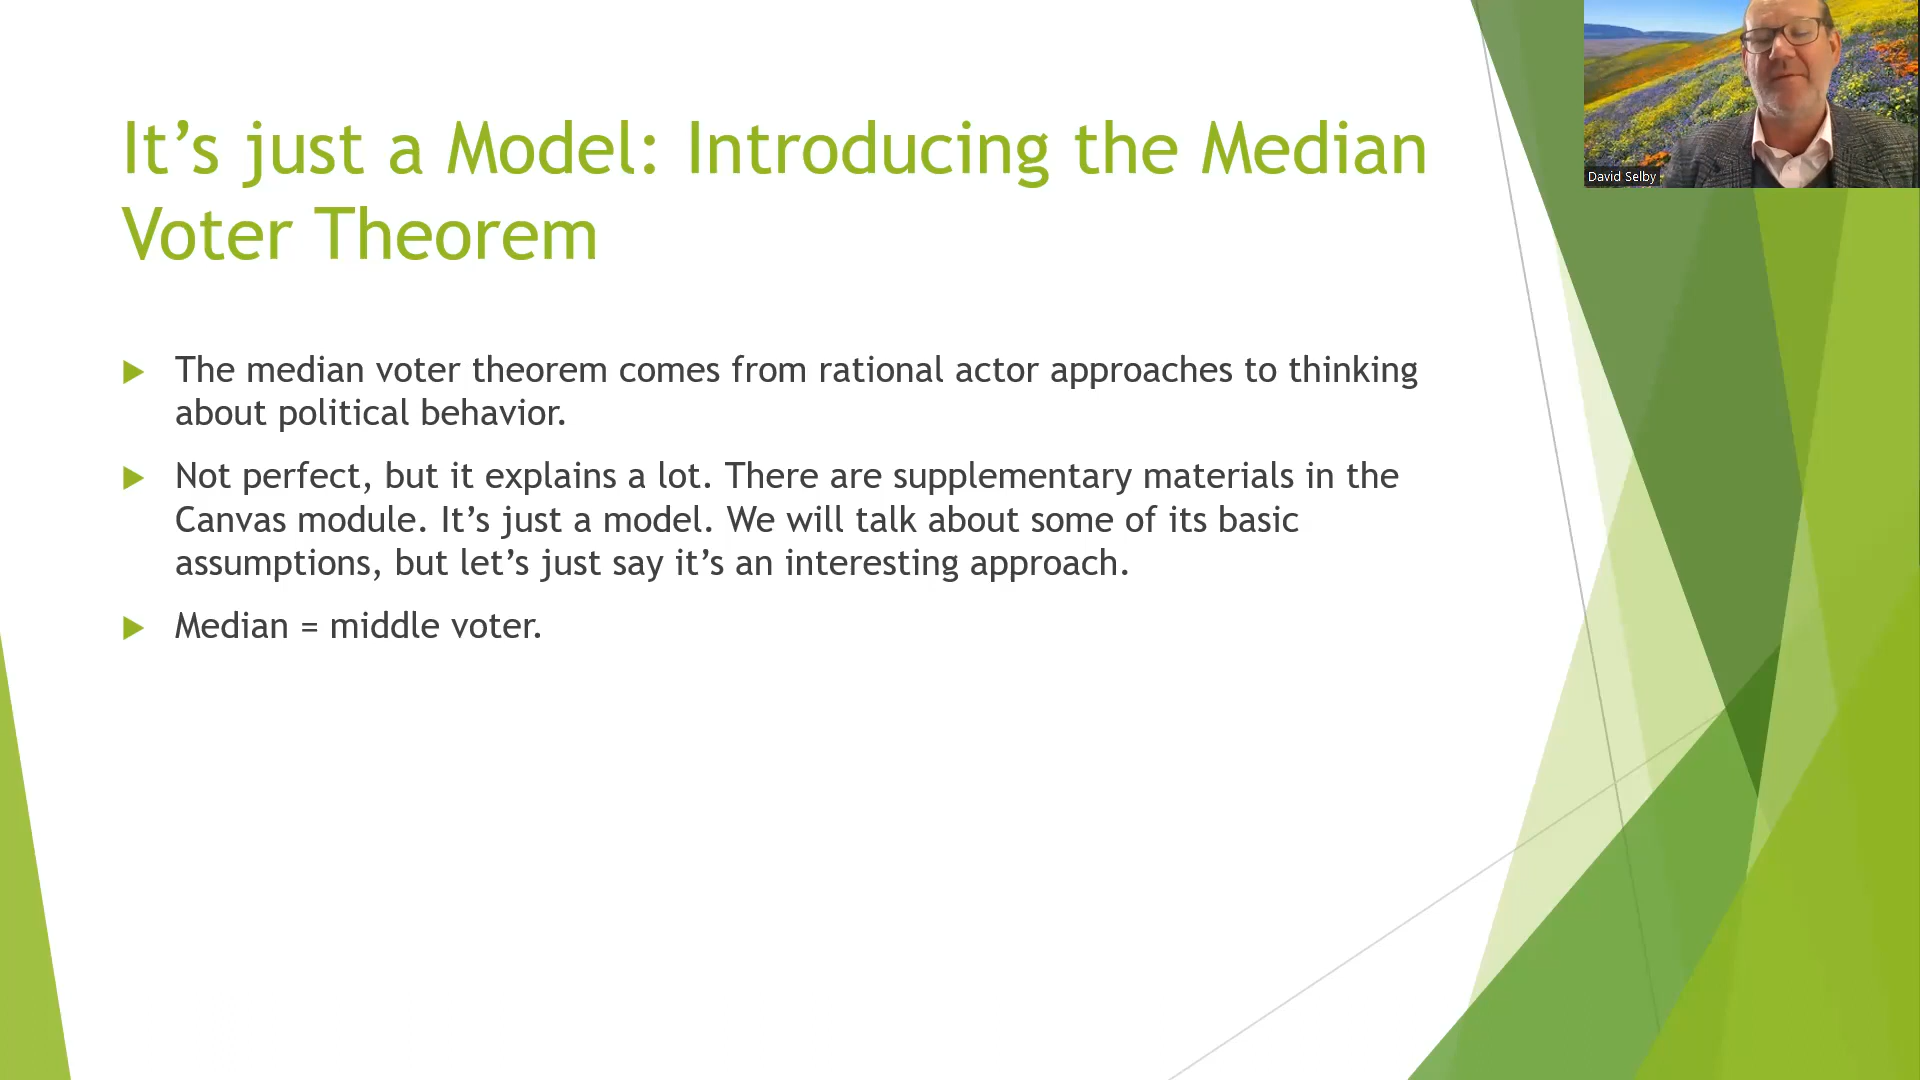 It’s just a Model: Introducing the Median
Voter Theorem
The median voter theorem comes from rational actor approaches to thinking
about political behavior.
Not perfect, but it explains a lot. There are supplementary materials in the
Canvas module. It’s just a model. We will talk about some of its basic
assumptions, but let’s just say it’s an interesting approach.
Median = middle voter.
David Selby